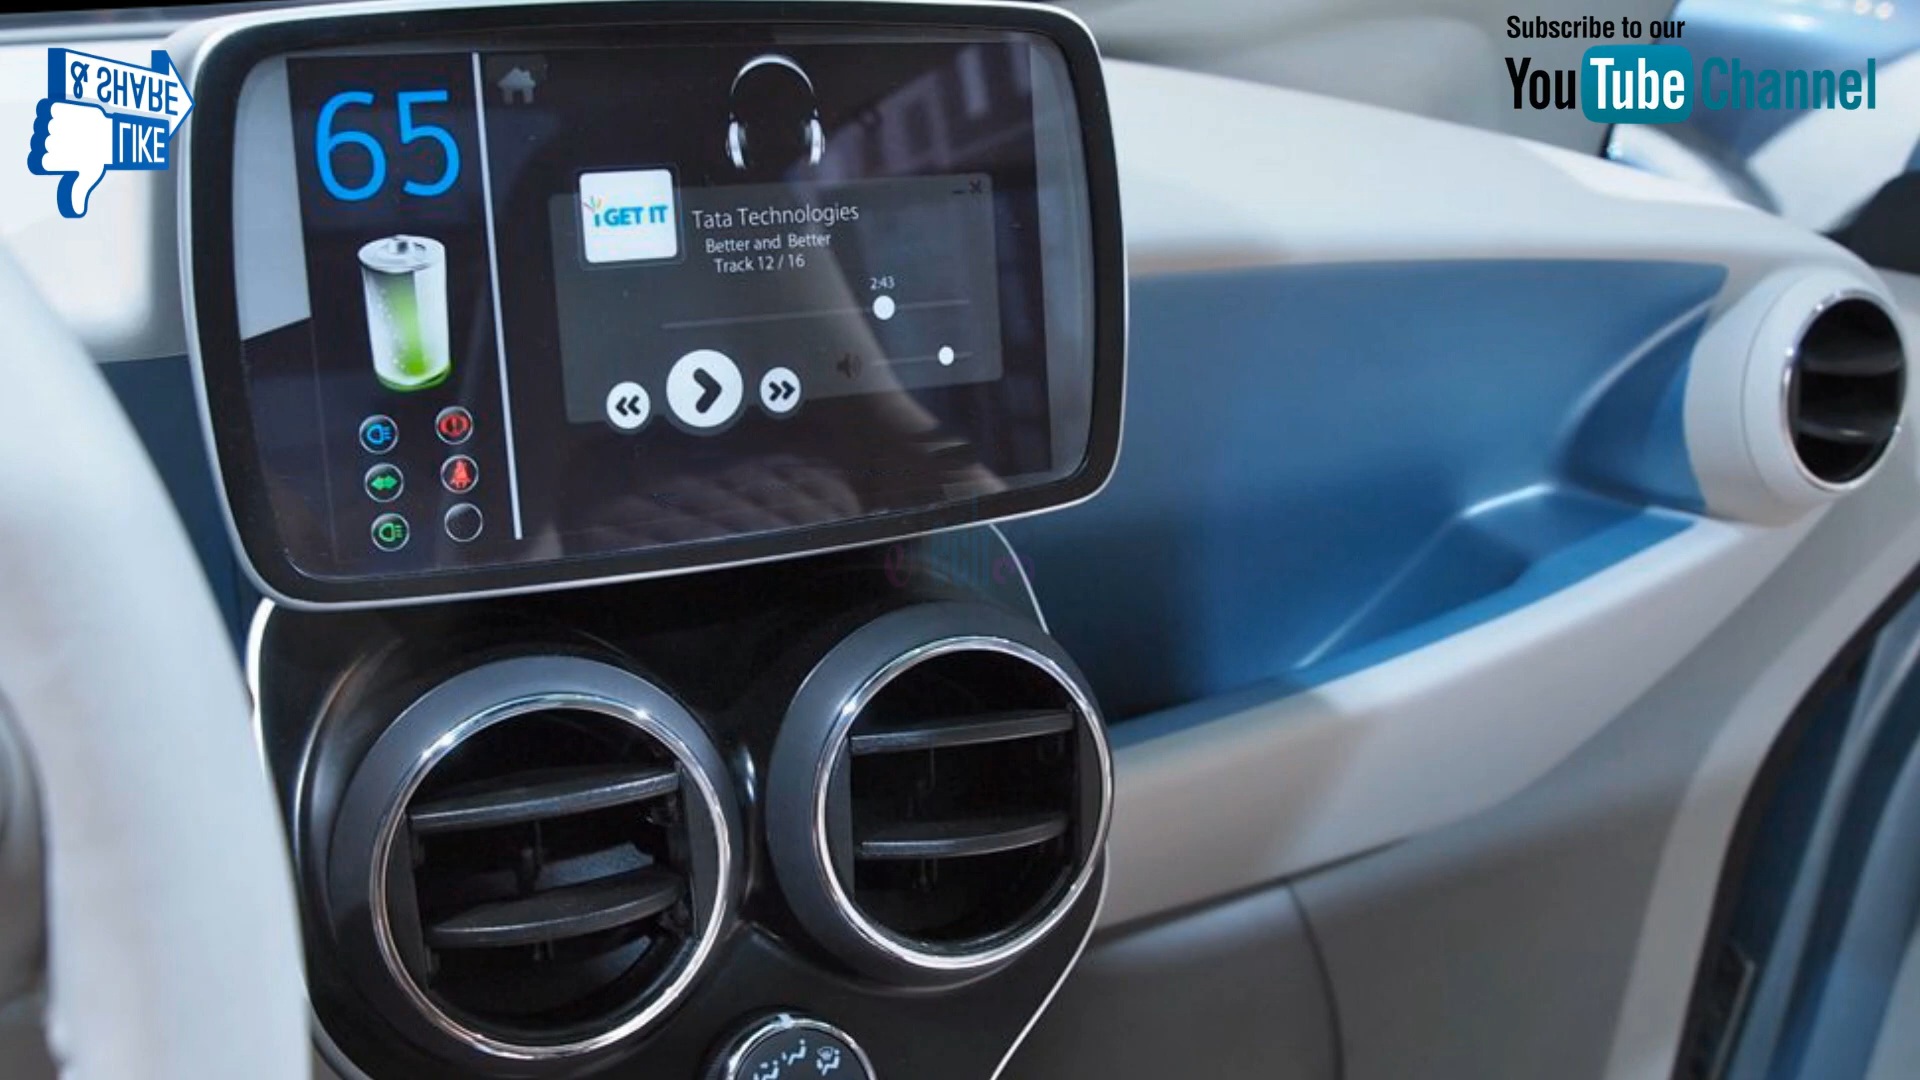 & SHARE
LIKE
Subscribe to our
YouTube Channel
65
i GET IT
Tata Technologies
Better and Better
Track 12 / 16
2:43